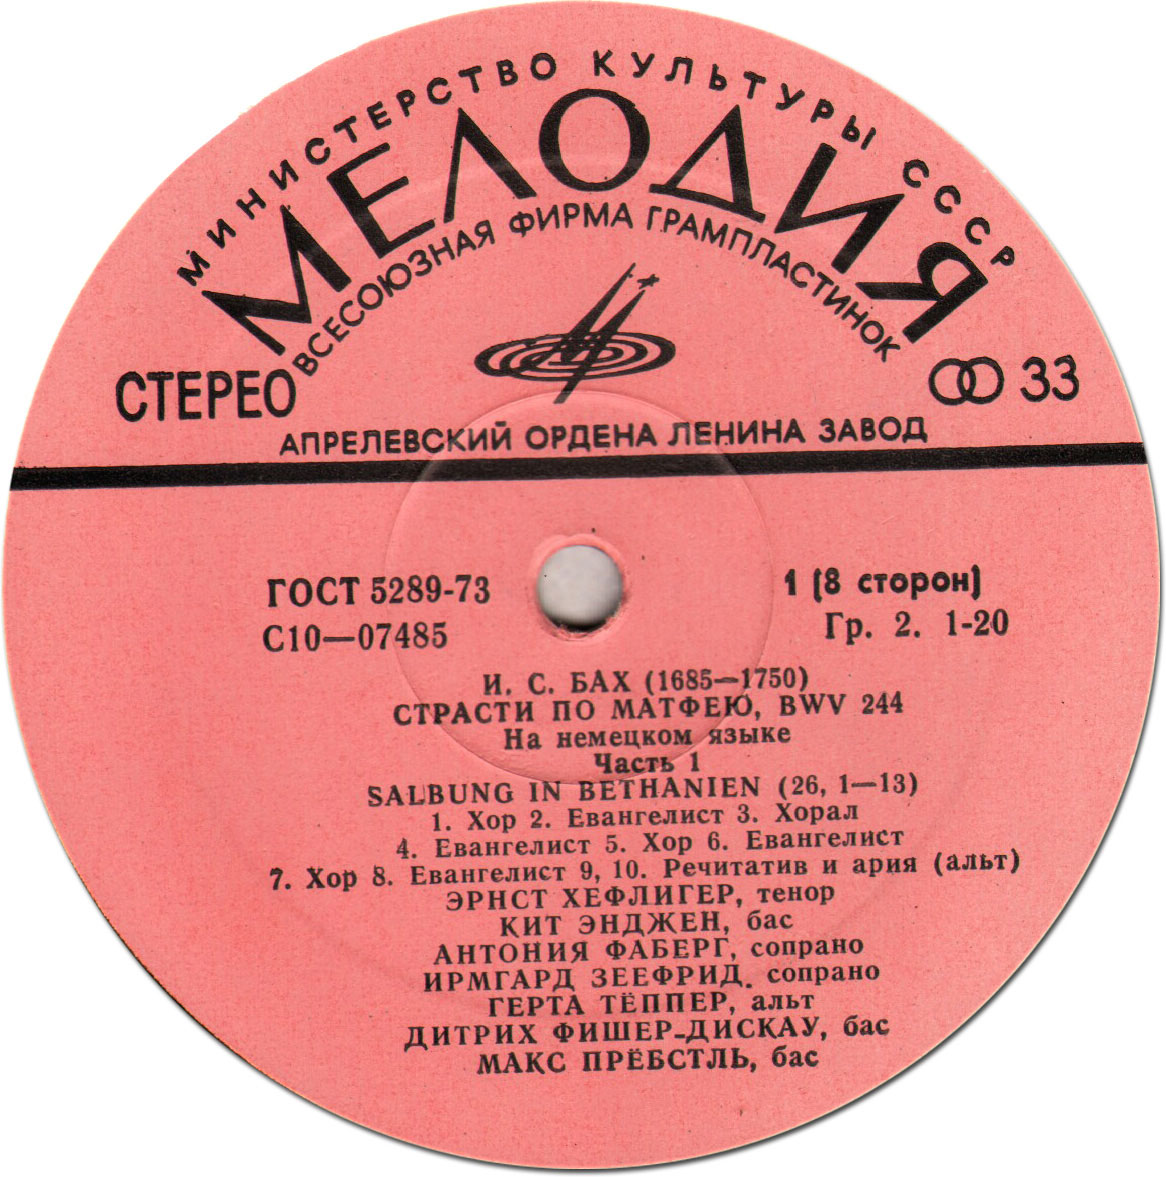 МИНИСТЕРСТВО КУЛЬТУРЫ СССР
МЕЛОДИЯ
ВСЕСОЮЗНАЯ ФИРМА ГРАМПЛАСТИНОК
СТЕРЕО
33
АПРЕЛЕВСКИЙ ОРДЕНА ЛЕНИНА ЗАВОД
ГОСТ 5289-73
1 (8 сторон)
С10—07485
Гр. 2. 1-20
И. С. БАХ (1685—1750)
СТРАСТИ ПО МАТФЕЮ, BWV 244
На немецком языке
Часть 1
SALBUNG IN BETHANIEN (26, 1—13)
1. Хор 2. Евангелист 3. Хорал
4. Евангелист 5. Хор 6. Евангелист
7. Хор 8. Евангелист 9, 10. Речитатив и ария (альт)
ЭРНСТ ХЕФЛИГЕР, тенор
КИТ ЭНДЖЕН, бас
АНТОНИЯ ФАБЕРГ, сопрано
ИРМГАРД ЗЕЕФРИД, сопрано
ГЕРТА ТЁППЕР, альт
ДИТРИХ ФИШЕР-ДИСКАУ, бас
МАКС ПРЁБСТЛЬ, бас